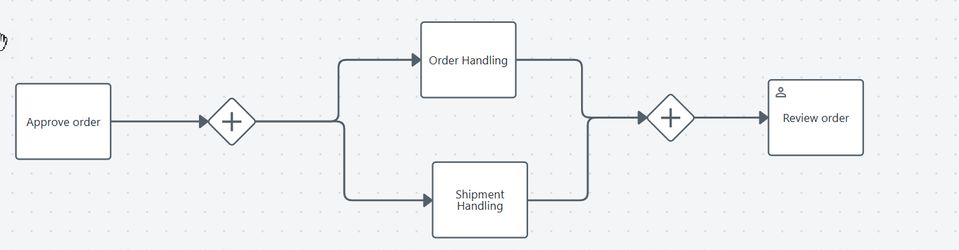 Approve order
Order Handling
Shipment
Handling
Review order